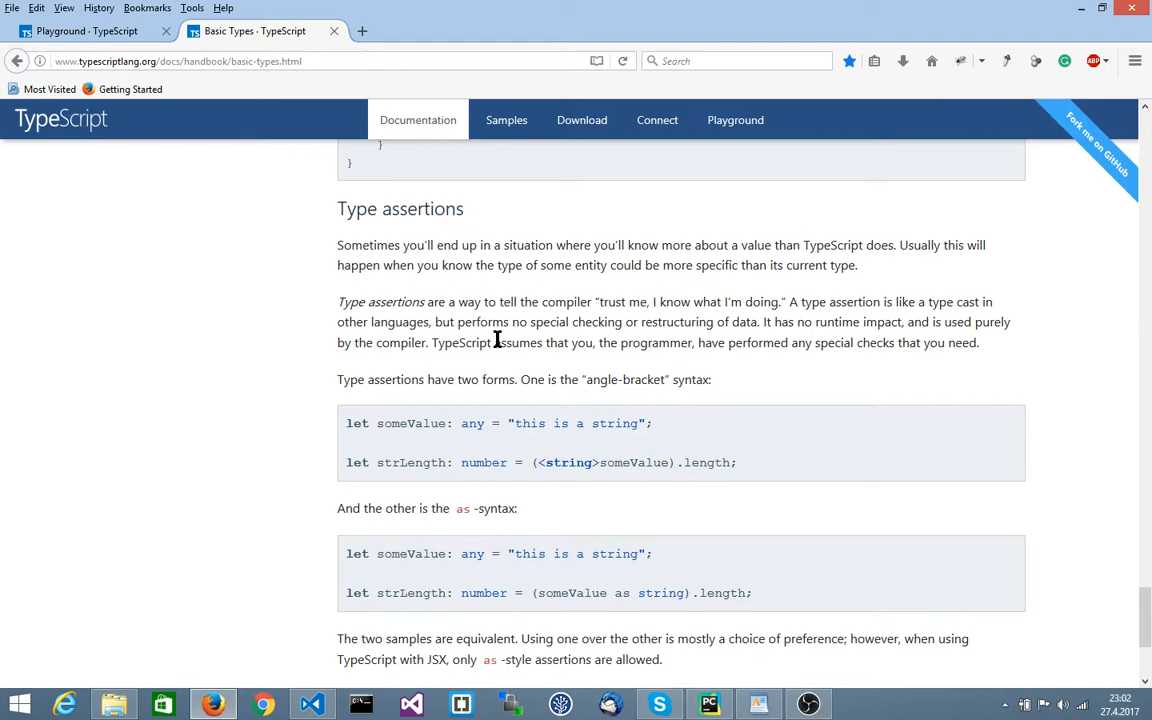 File Edit View History Bookmarks Tools Help
Playground · TypeScript
Basic Types · TypeScript
www.typescriptlang.org/docs/handbook/basic-types.html
Search
ABP
Most Visited
Getting Started
TypeScript
Documentation
Samples
Download
Connect
Playground
Fork me on GitHub
}
}
Type assertions
Sometimes you'll end up in a situation where you'll know more about a value than TypeScript does. Usually this will
happen when you know the type of some entity could be more specific than its current type.
Type assertions are a way to tell the compiler “trust me, I know what I'm doing.” A type assertion is like a type cast in
other languages, but performs no special checking or restructuring of data. It has no runtime impact, and is used purely
by the compiler. TypeScript assumes that you, the programmer, have performed any special checks that you need.
Type assertions have two forms. One is the “angle-bracket” syntax:
let someValue: any = "this is a string";
let strLength: number = (<string>someValue).length;
And the other is the as -syntax:
let someValue: any = "this is a string";
let strLength: number = (someValue as string).length;
The two samples are equivalent. Using one over the other is mostly a choice of preference; however, when using
TypeScript with JSX, only as -style assertions are allowed.
23:02
27.4.2017